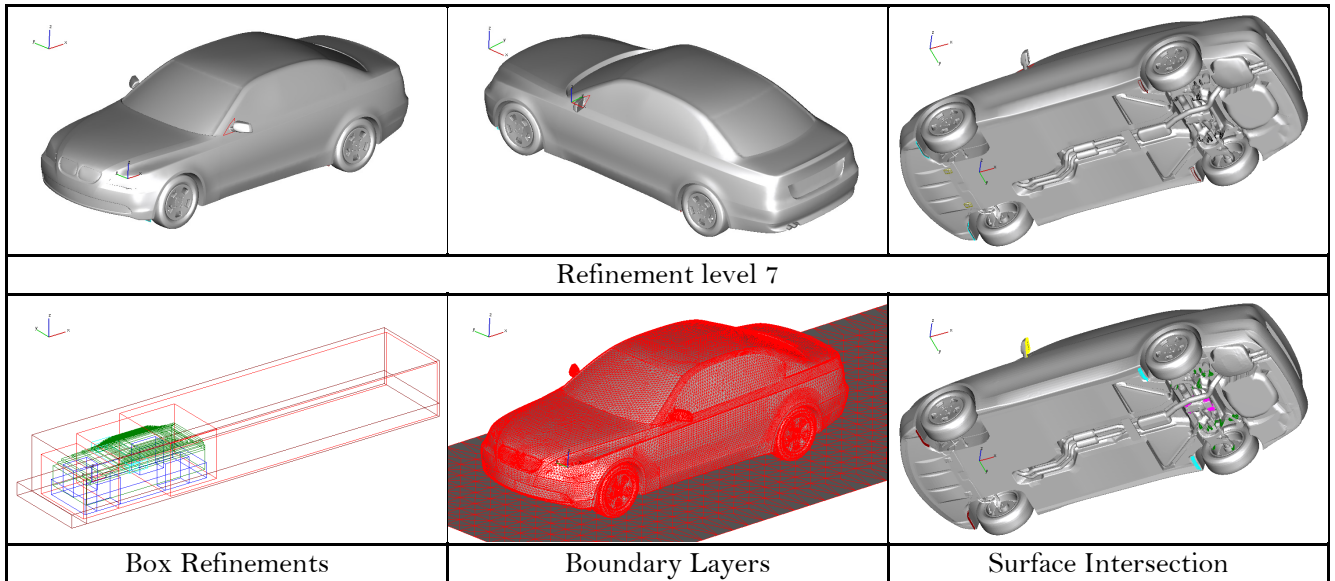 Refinement level 7
Box Refinements
Boundary Layers
Surface Intersection